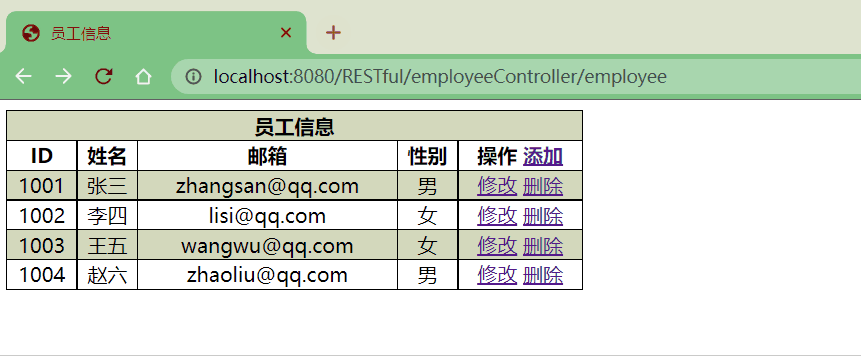 员工信息
localhost:8080/RESTful/employeeController/employee
员工信息
ID 姓名 邮箱 性别 操作 添加
1001 张三 zhangsan@qq.com 男 修改 删除
1002 李四 lisi@qq.com 女 修改 删除
1003 王五 wangwu@qq.com 女 修改 删除
1004 赵六 zhaoliu@qq.com 男 修改 删除